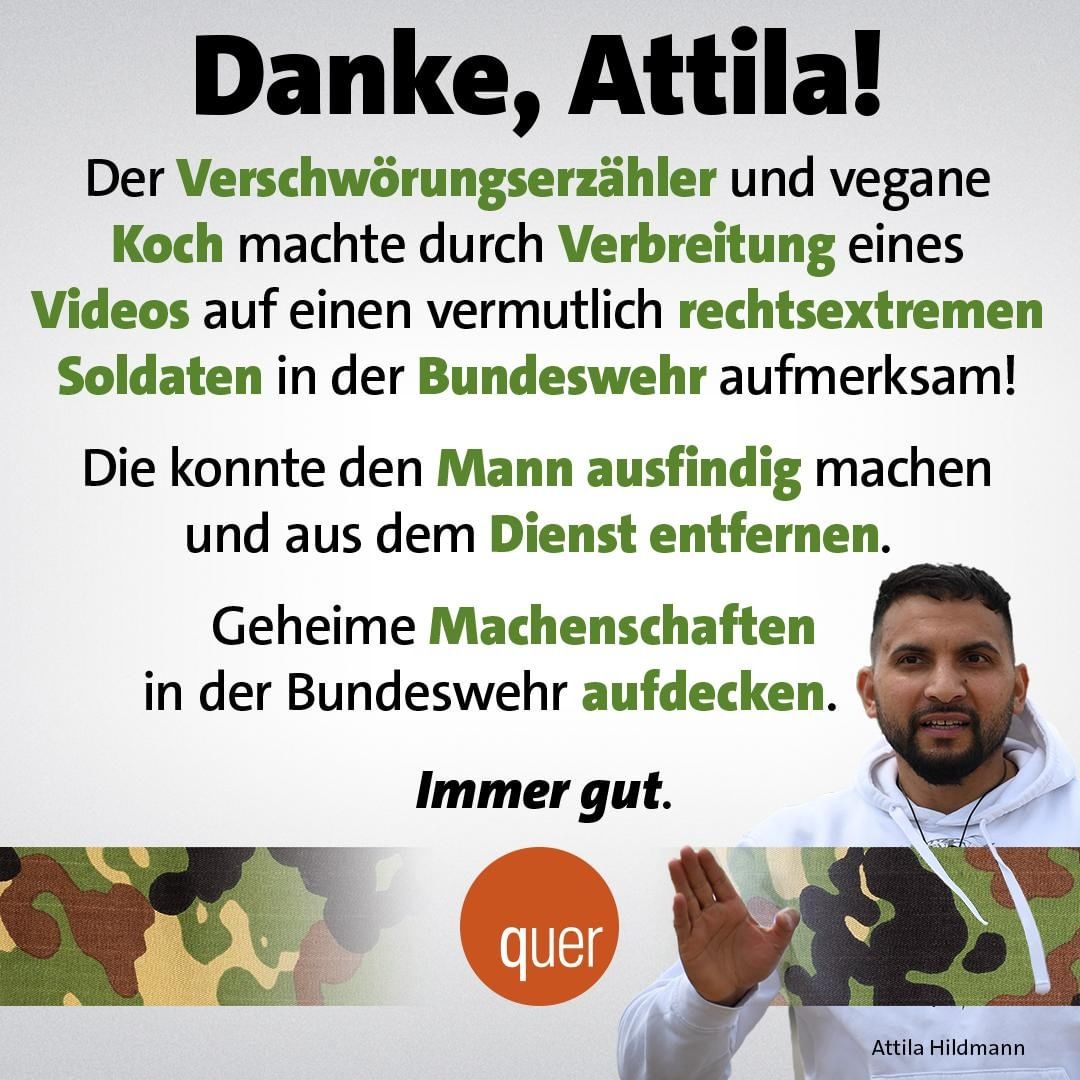 Danke, Attila!
Der Verschwörungserzähler und vegane
Koch machte durch Verbreitung eines
Videos auf einen vermutlich rechtsextremen
Soldaten in der Bundeswehr aufmerksam!
Die konnte den Mann ausfindig machen
und aus dem Dienst entfernen.
Geheime Machenschaften
in der Bundeswehr aufdecken.
Immer gut.
quer
Attila Hildmann